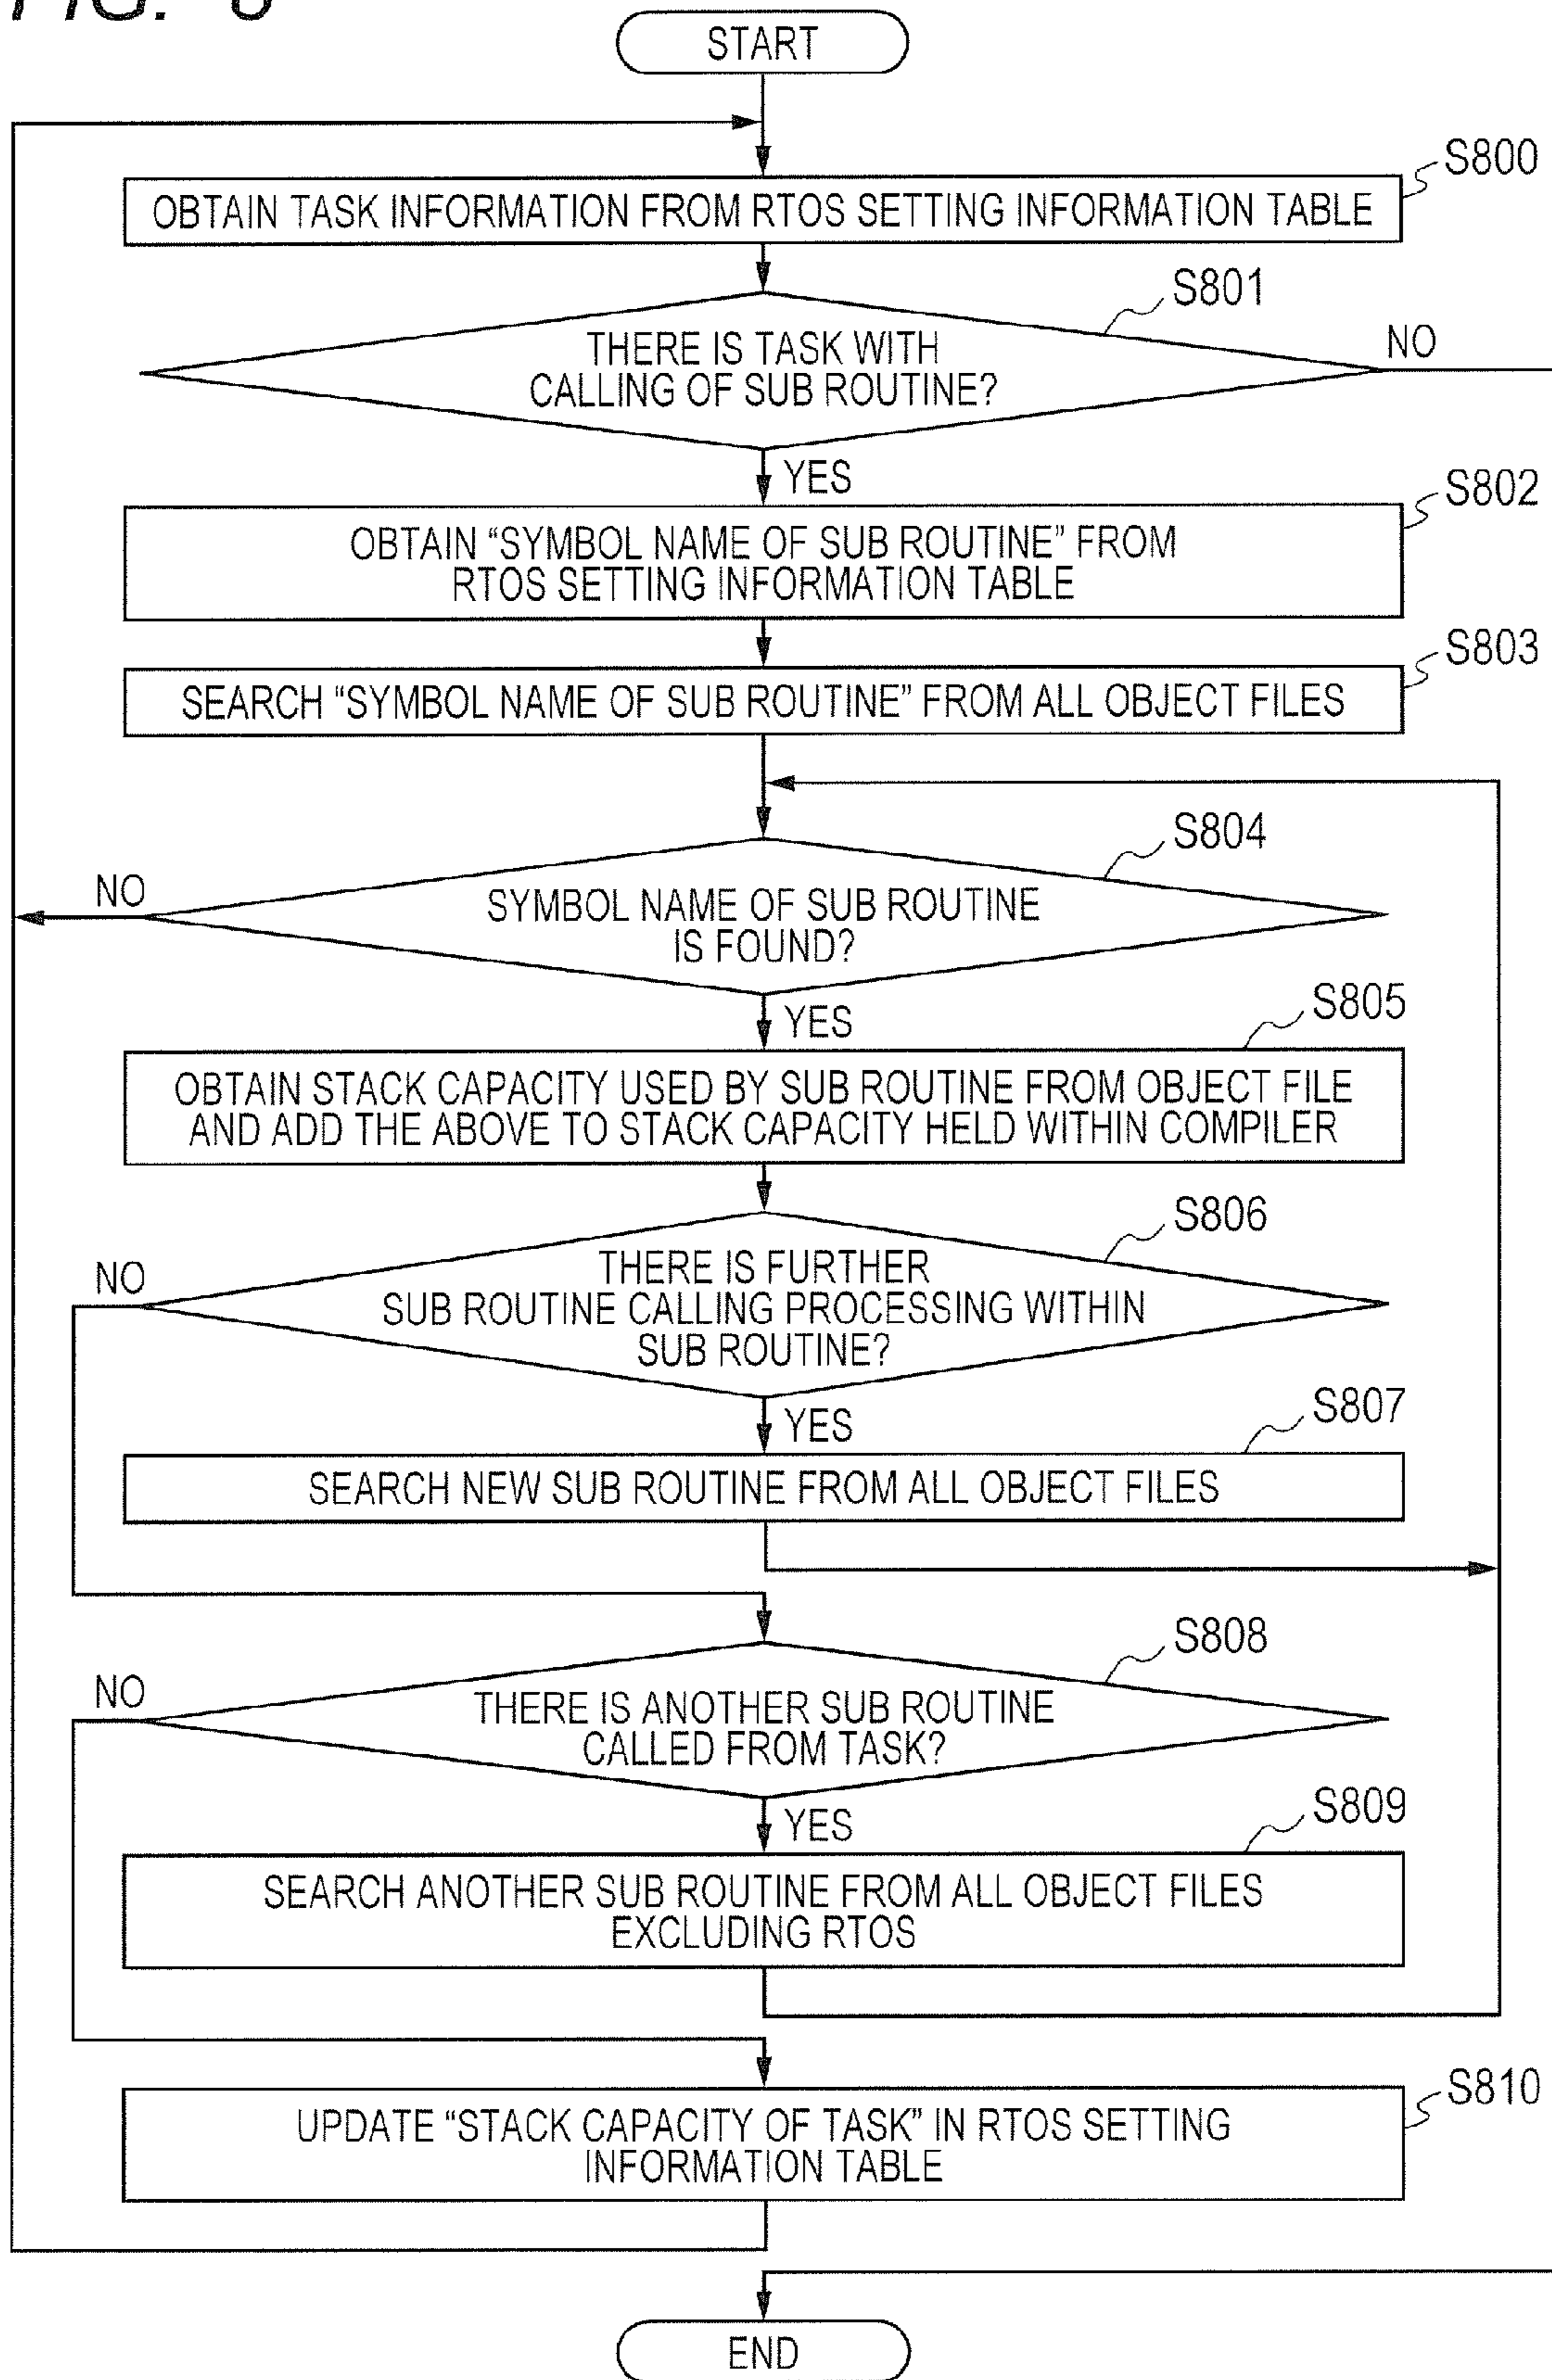 FIG. 8
START
S800
OBTAIN TASK INFORMATION FROM RTOS SETTING INFORMATION TABLE
S801
THERE IS TASK WITH
CALLING OF SUB ROUTINE?
NO
YES
S802
OBTAIN “SYMBOL NAME OF SUB ROUTINE” FROM
RTOS SETTING INFORMATION TABLE
S803
SEARCH “SYMBOL NAME OF SUB ROUTINE” FROM ALL OBJECT FILES
S804
NO
SYMBOL NAME OF SUB ROUTINE
IS FOUND?
YES
S805
OBTAIN STACK CAPACITY USED BY SUB ROUTINE FROM OBJECT FILE
AND ADD THE ABOVE TO STACK CAPACITY HELD WITHIN COMPILER
S806
NO
THERE IS FURTHER
SUB ROUTINE CALLING PROCESSING WITHIN
SUB ROUTINE?
YES
S807
SEARCH NEW SUB ROUTINE FROM ALL OBJECT FILES
S808
NO
THERE IS ANOTHER SUB ROUTINE
CALLED FROM TASK?
YES
S809
SEARCH ANOTHER SUB ROUTINE FROM ALL OBJECT FILES
EXCLUDING RTOS
S810
UPDATE “STACK CAPACITY OF TASK” IN RTOS SETTING
INFORMATION TABLE
END